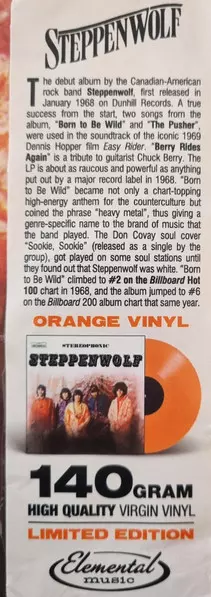 STEPPENWOLF
The debut album by the Canadian-American
rock band Steppenwolf, first released in
January 1968 on Dunhill Records. A true
success from the start, two songs from the
album, "Born to Be Wild" and "The Pusher",
were used in the soundtrack of the iconic 1969
Dennis Hopper film Easy Rider. "Berry Rides
Again" is a tribute to guitarist Chuck Berry. The
LP is about as raucous and powerful as anything
put out by a major record label in 1968. "Born
to Be Wild" became not only a chart-topping
high-energy anthem for the counterculture but
coined the phrase "heavy metal", thus giving a
genre-specific name to the brand of music that
the band played. The Don Covay soul cover
"Sookie, Sookie" (released as a single by the
group), got played on some soul stations until
they found out that Steppenwolf was white. "Born
to Be Wild" climbed to #2 on the Billboard Hot
100 chart in 1968, and the album jumped to #6
on the Billboard 200 album chart that same year.
ORANGE VINYL
STEREOPHONIC
STEPPENWOLF
140 GRAM
HIGH QUALITY VIRGIN VINYL
LIMITED EDITION
Elemental
music